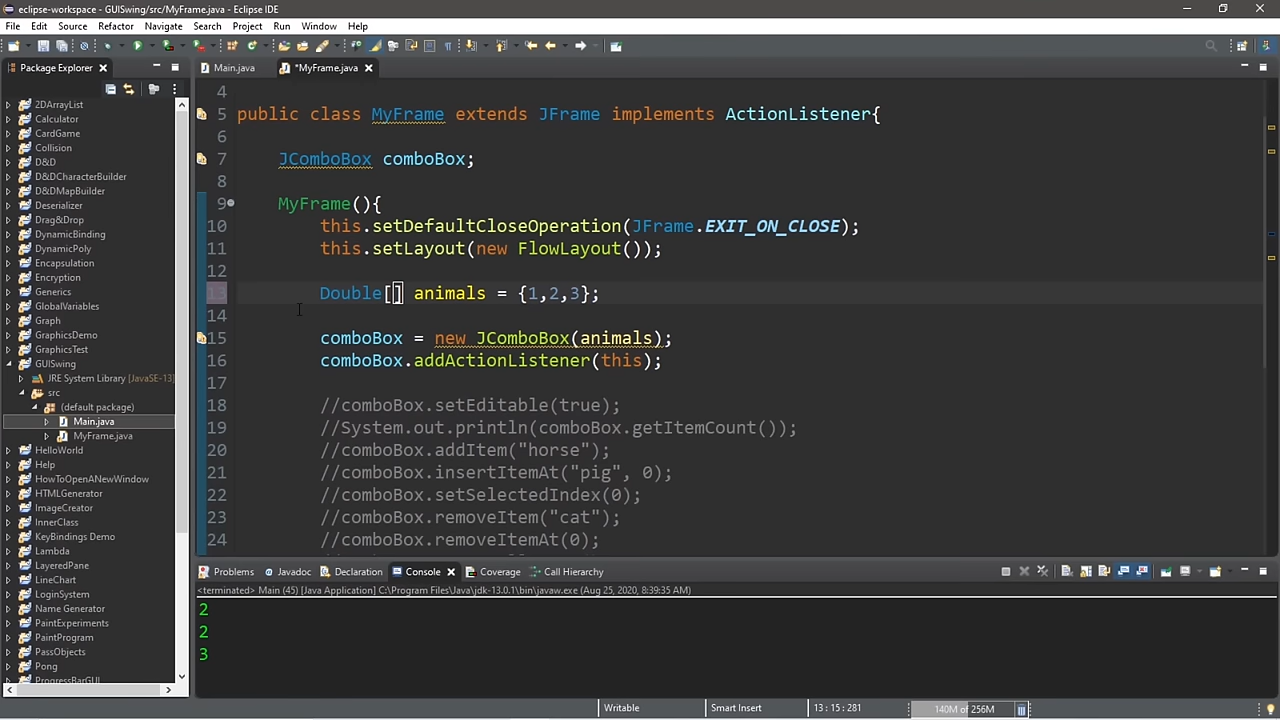 eclipse-workspace - GUISwing/src/MyFrame.java - Eclipse IDE
File Edit Source Refactor Navigate Search Project Run Window Help
Package Explorer
Main.java
*MyFrame.java
2DArrayList
Calculator
CardGame
Collision
D&D
D&DCharacterBuilder
D&DMapBuilder
Deserializer
Drag&Drop
DynamicBinding
DynamicPoly
Encapsulation
Encryption
Generics
GlobalVariables
Graph
GraphicsDemo
GraphicsTest
GUISwing
JRE System Library [JavaSE-13]
src
(default package)
Main.java
MyFrame.java
HelloWorld
Help
HowToOpenANewWindow
HTMLGenerator
ImageCreator
InnerClass
KeyBindings Demo
Lambda
LayeredPane
LineChart
LoginSystem
Name Generator
PaintExperiments
PaintProgram
PassObjects
Pong
ProgressBarGUI
4
5 public class MyFrame extends JFrame implements ActionListener{
6
7 JComboBox comboBox;
8
9 MyFrame(){
10 this.setDefaultCloseOperation(JFrame.EXIT_ON_CLOSE);
11 this.setLayout(new FlowLayout());
12
13 Double[] animals = {1,2,3};
14
15 comboBox = new JComboBox(animals);
16 comboBox.addActionListener(this);
17
18 //comboBox.setEditable(true);
19 //System.out.println(comboBox.getItemCount());
20 //comboBox.addItem("horse");
21 //comboBox.insertItemAt("pig", 0);
22 //comboBox.setSelectedIndex(0);
23 //comboBox.removeItem("cat");
24 //comboBox.removeItemAt(0);
Problems Javadoc Declaration Console Coverage Call Hierarchy
<terminated> Main (45) [Java Application] C:\Program Files\Java\jdk-13.0.1\bin\javaw.exe (Aug 25, 2020, 8:39:35 AM)
2
2
3
Writable Smart Insert 13 : 15 : 281 140M of 256M